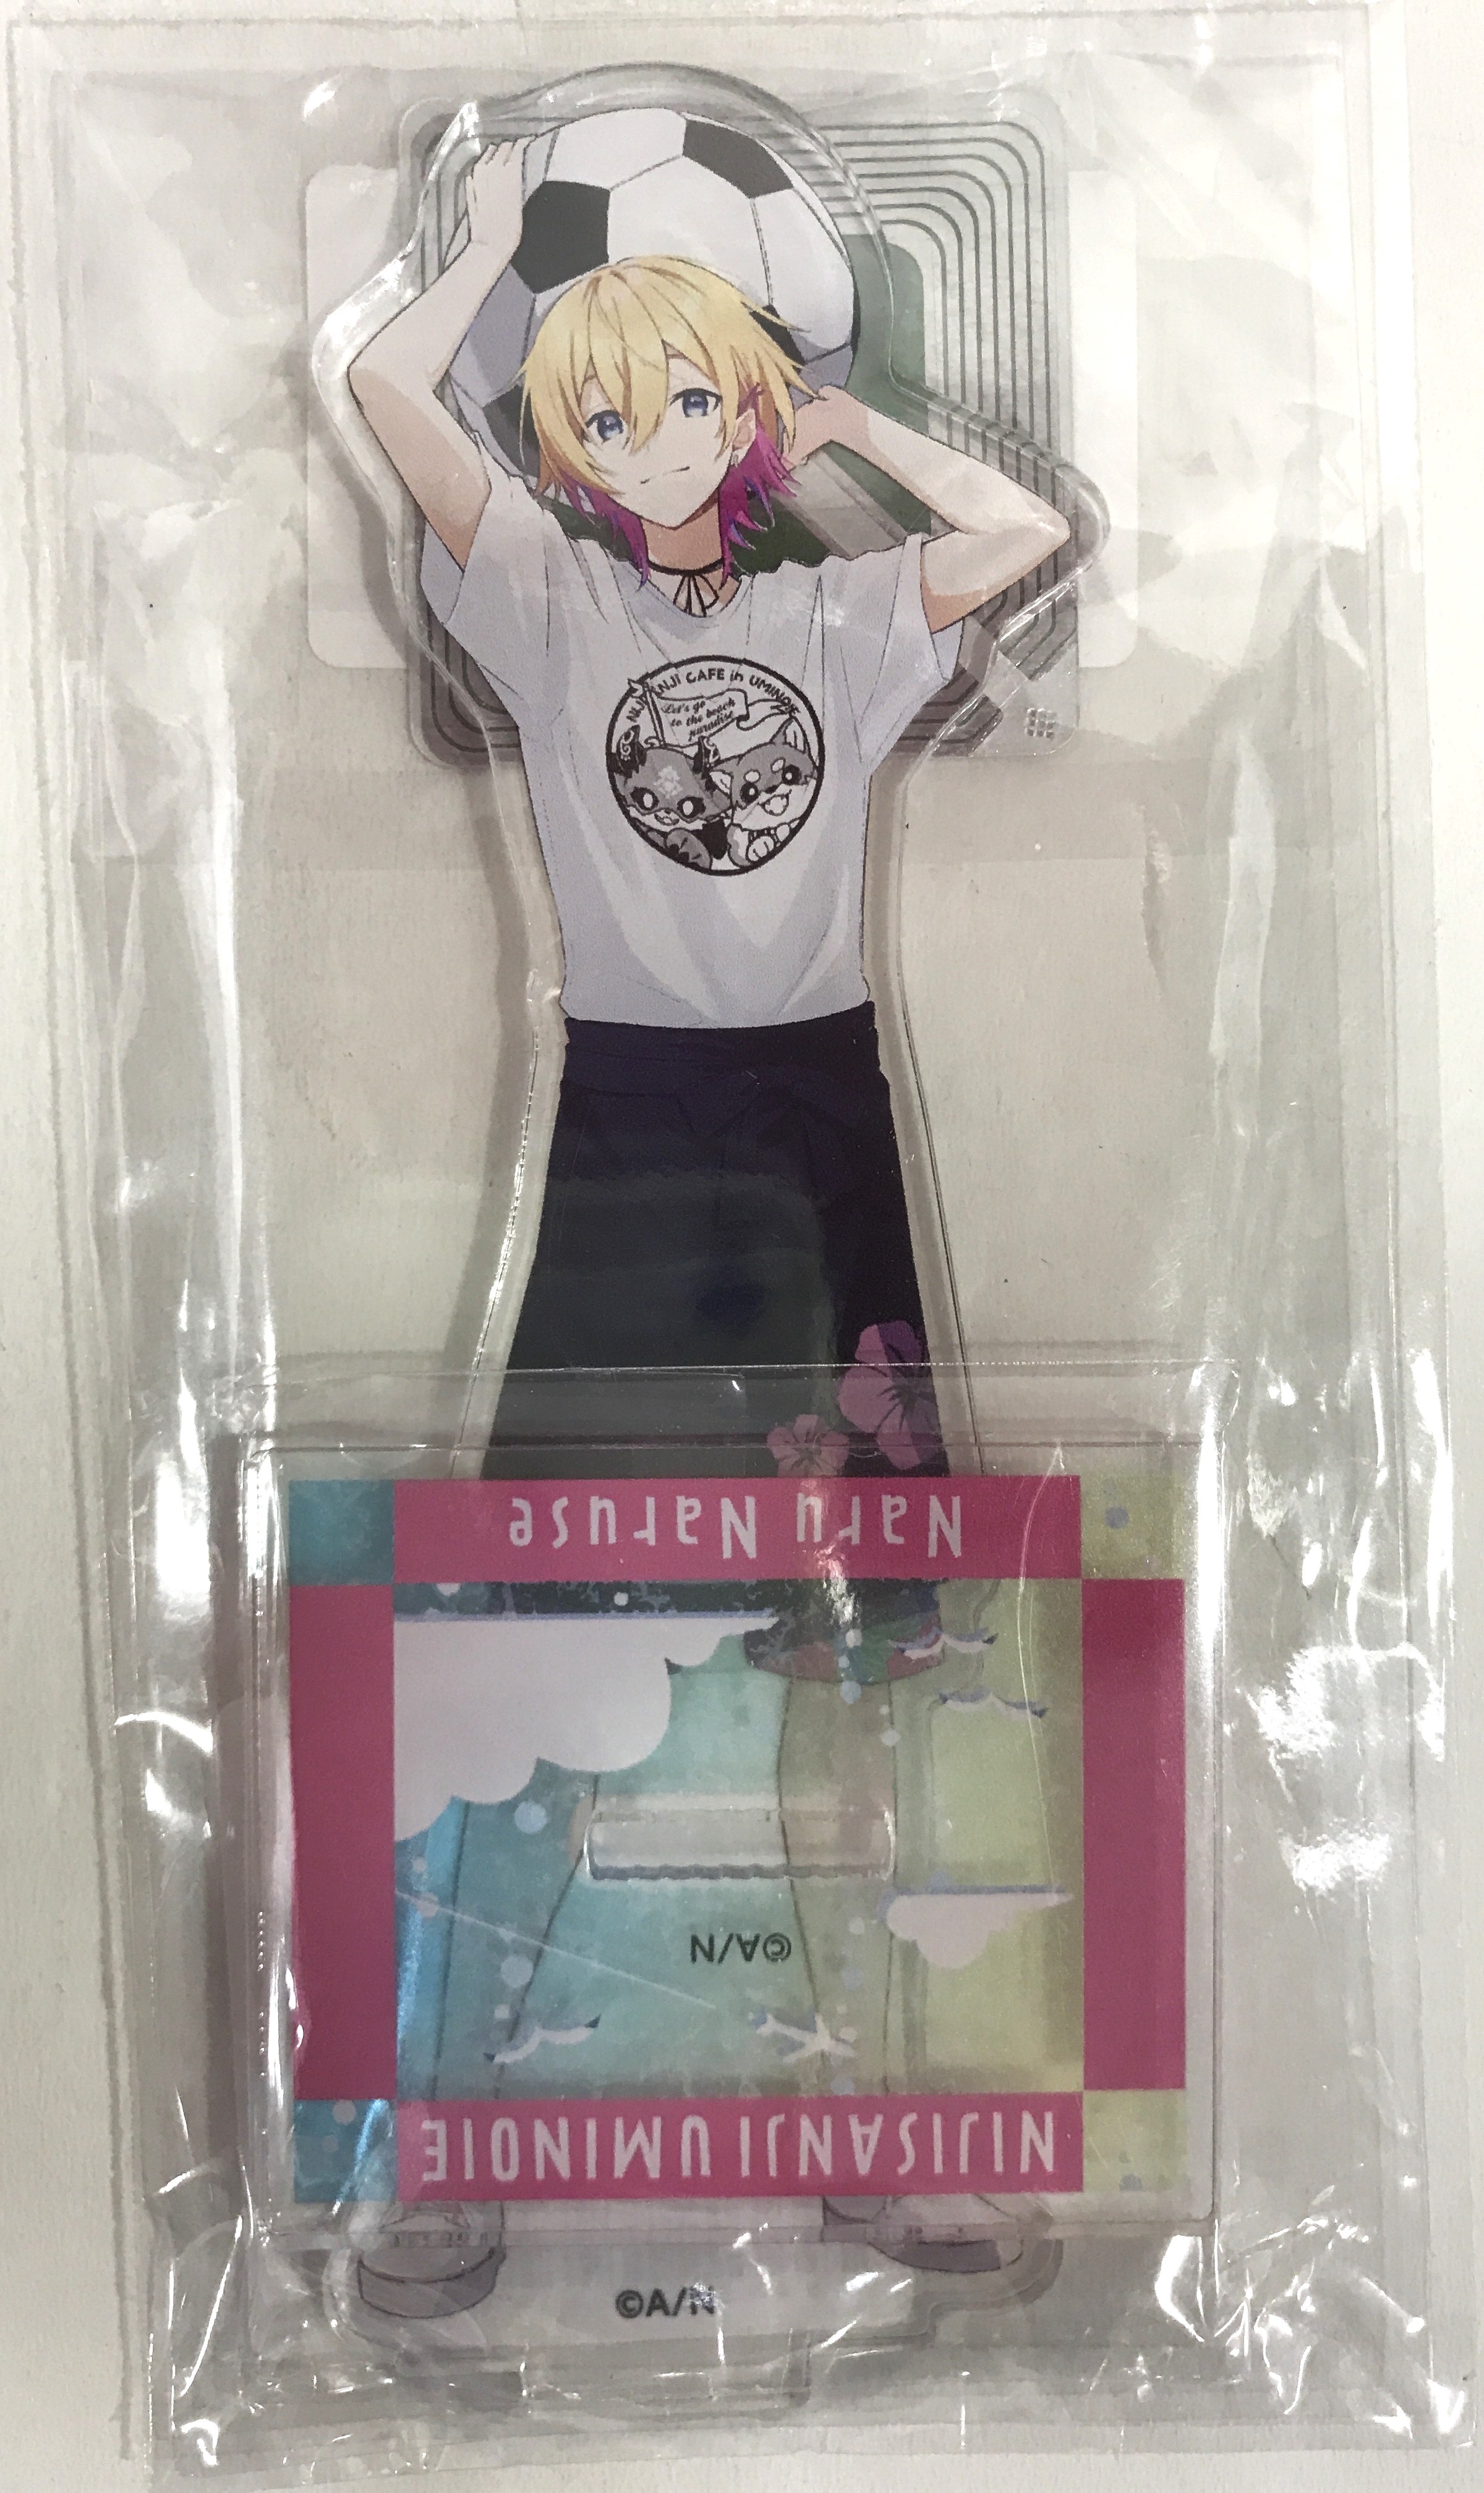 NIJISANJI CAFE in UMINOIE
Let's go
to the beach
paradise
Naru Naruse
©A/N
NIJISANJI UMINOIE
©A/N